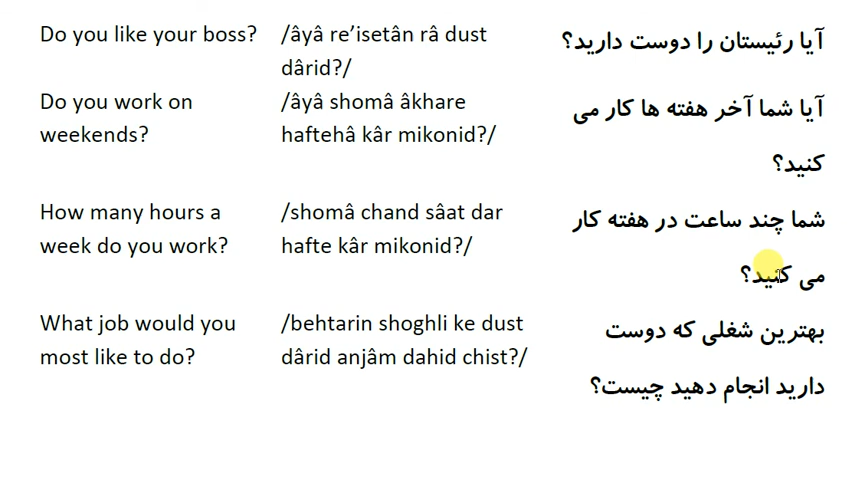 Do you like your boss?
/âyâ re’isetân râ dust
dârid?/
آیا رئیستان را دوست دارید؟
Do you work on
weekends?
/âyâ shomâ âkhare
haftehâ kâr mikonid?/
آیا شما آخر هفته ها کار می
کنید؟
How many hours a
week do you work?
/shomâ chand sâat dar
hafte kâr mikonid?/
شما چند ساعت در هفته کار
می کنید؟
What job would you
most like to do?
/behtarin shoghli ke dust
dârid anjâm dahid chist?/
بهترین شغلی که دوست
دارید انجام دهید چیست؟